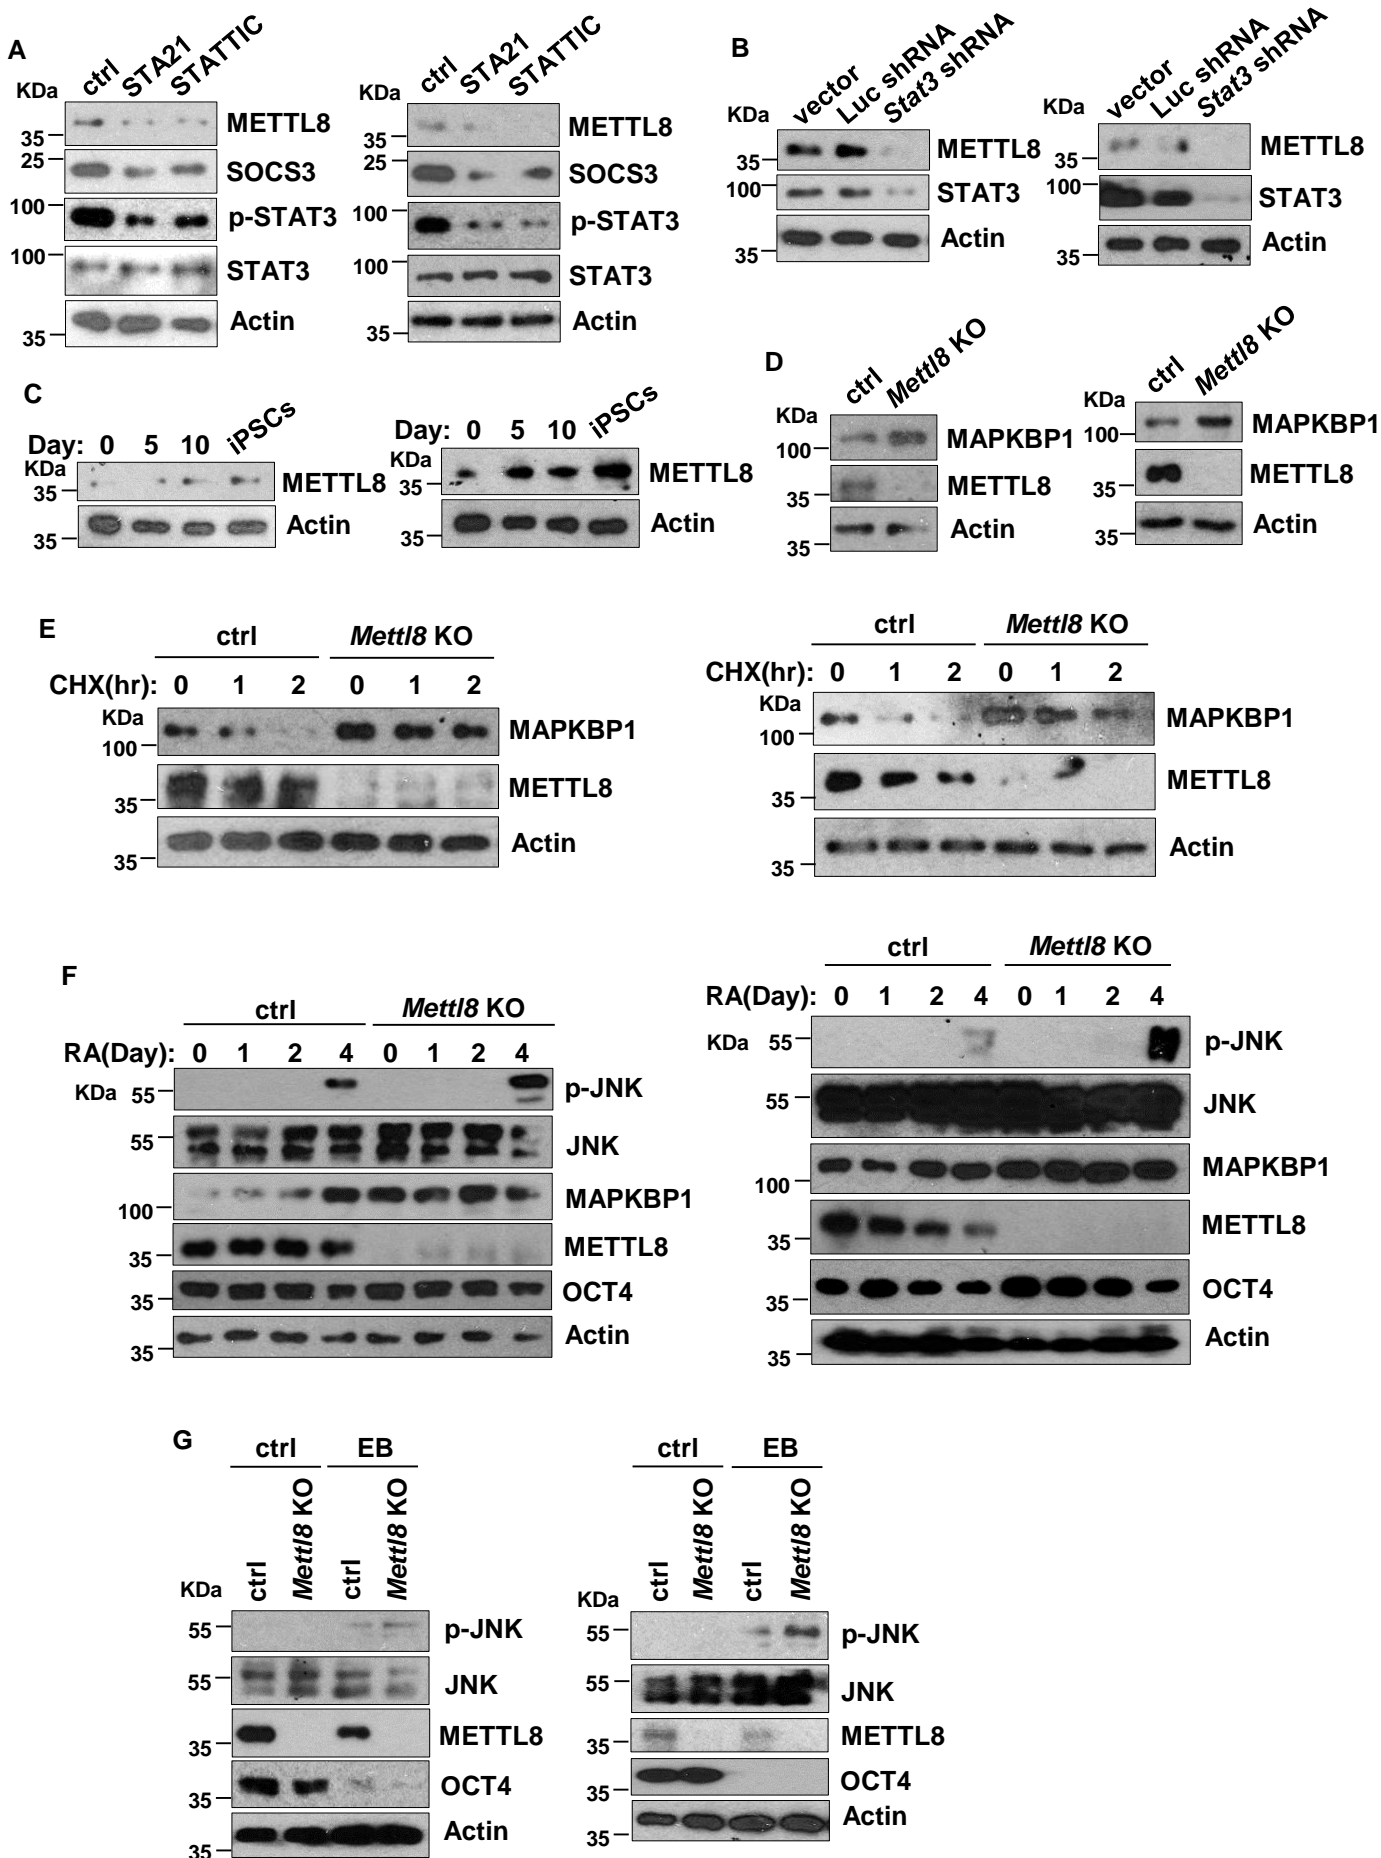 A
ctrl STA21 STATTIC
KDa
35 METTL8
25 SOCS3
100 p-STAT3
100 STAT3
35 Actin
ctrl STA21 STATTIC
KDa
35 METTL8
25 SOCS3
100 p-STAT3
100 STAT3
35 Actin
B
vector Luc shRNA Stat3 shRNA
KDa
35 METTL8
100 STAT3
35 Actin
vector Luc shRNA Stat3 shRNA
KDa
35 METTL8
100 STAT3
35 Actin
C
Day: 0 5 10 iPSCs
KDa
35 METTL8
35 Actin
Day: 0 5 10 iPSCs
KDa
35 METTL8
35 Actin
D
ctrl Mettl8 KO
KDa
100 MAPKBP1
35 METTL8
35 Actin
ctrl Mettl8 KO
KDa
100 MAPKBP1
35 METTL8
35 Actin
E
ctrl Mettl8 KO
CHX(hr): 0 1 2 0 1 2
KDa
100 MAPKBP1
35 METTL8
35 Actin
ctrl Mettl8 KO
CHX(hr): 0 1 2 0 1 2
KDa
100 MAPKBP1
35 METTL8
35 Actin
F
ctrl Mettl8 KO
RA(Day): 0 1 2 4 0 1 2 4
KDa 55 p-JNK
55 JNK
100 MAPKBP1
35 METTL8
35 OCT4
35 Actin
ctrl Mettl8 KO
RA(Day): 0 1 2 4 0 1 2 4
KDa 55 p-JNK
55 JNK
100 MAPKBP1
35 METTL8
35 OCT4
35 Actin
G
ctrl EB
ctrl Mettl8 KO ctrl Mettl8 KO
KDa
55 p-JNK
55 JNK
35 METTL8
35 OCT4
35 Actin
ctrl EB
ctrl Mettl8 KO ctrl Mettl8 KO
KDa
55 p-JNK
55 JNK
35 METTL8
35 OCT4
35 Actin